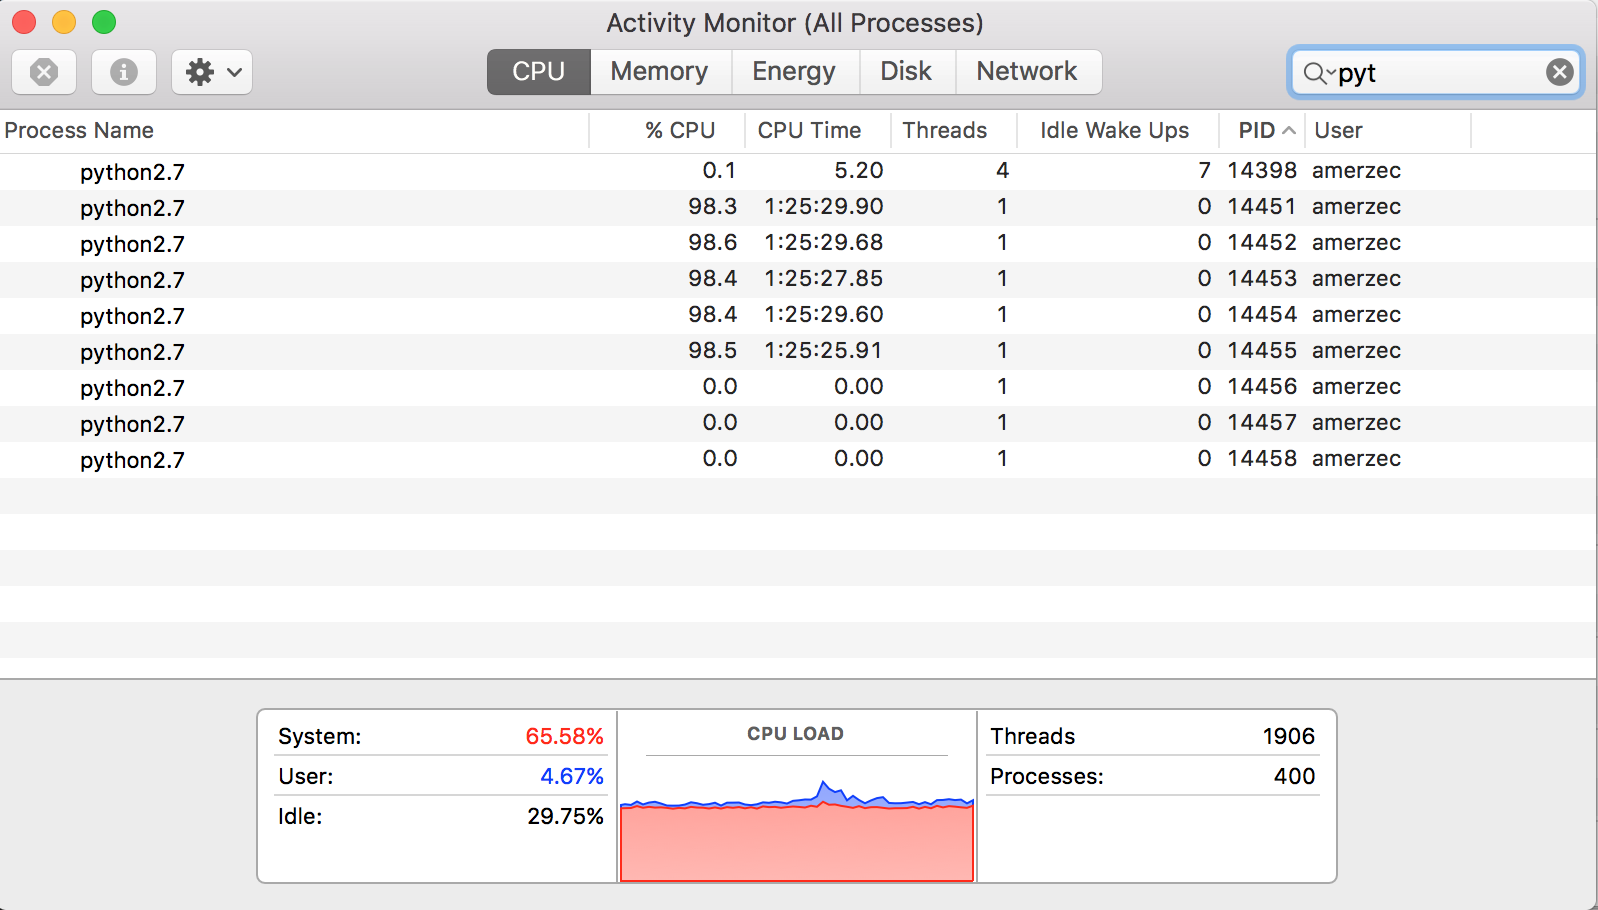 Activity Monitor (All Processes)
CPU Memory Energy Disk Network pyt
Process Name % CPU CPU Time Threads Idle Wake Ups PID User
python2.7 0.1 5.20 4 7 14398 amerzec
python2.7 98.3 1:25:29.90 1 0 14451 amerzec
python2.7 98.6 1:25:29.68 1 0 14452 amerzec
python2.7 98.4 1:25:27.85 1 0 14453 amerzec
python2.7 98.4 1:25:29.60 1 0 14454 amerzec
python2.7 98.5 1:25:25.91 1 0 14455 amerzec
python2.7 0.0 0.00 1 0 14456 amerzec
python2.7 0.0 0.00 1 0 14457 amerzec
python2.7 0.0 0.00 1 0 14458 amerzec
System: 65.58% CPU LOAD Threads 1906
User: 4.67% Processes: 400
Idle: 29.75%